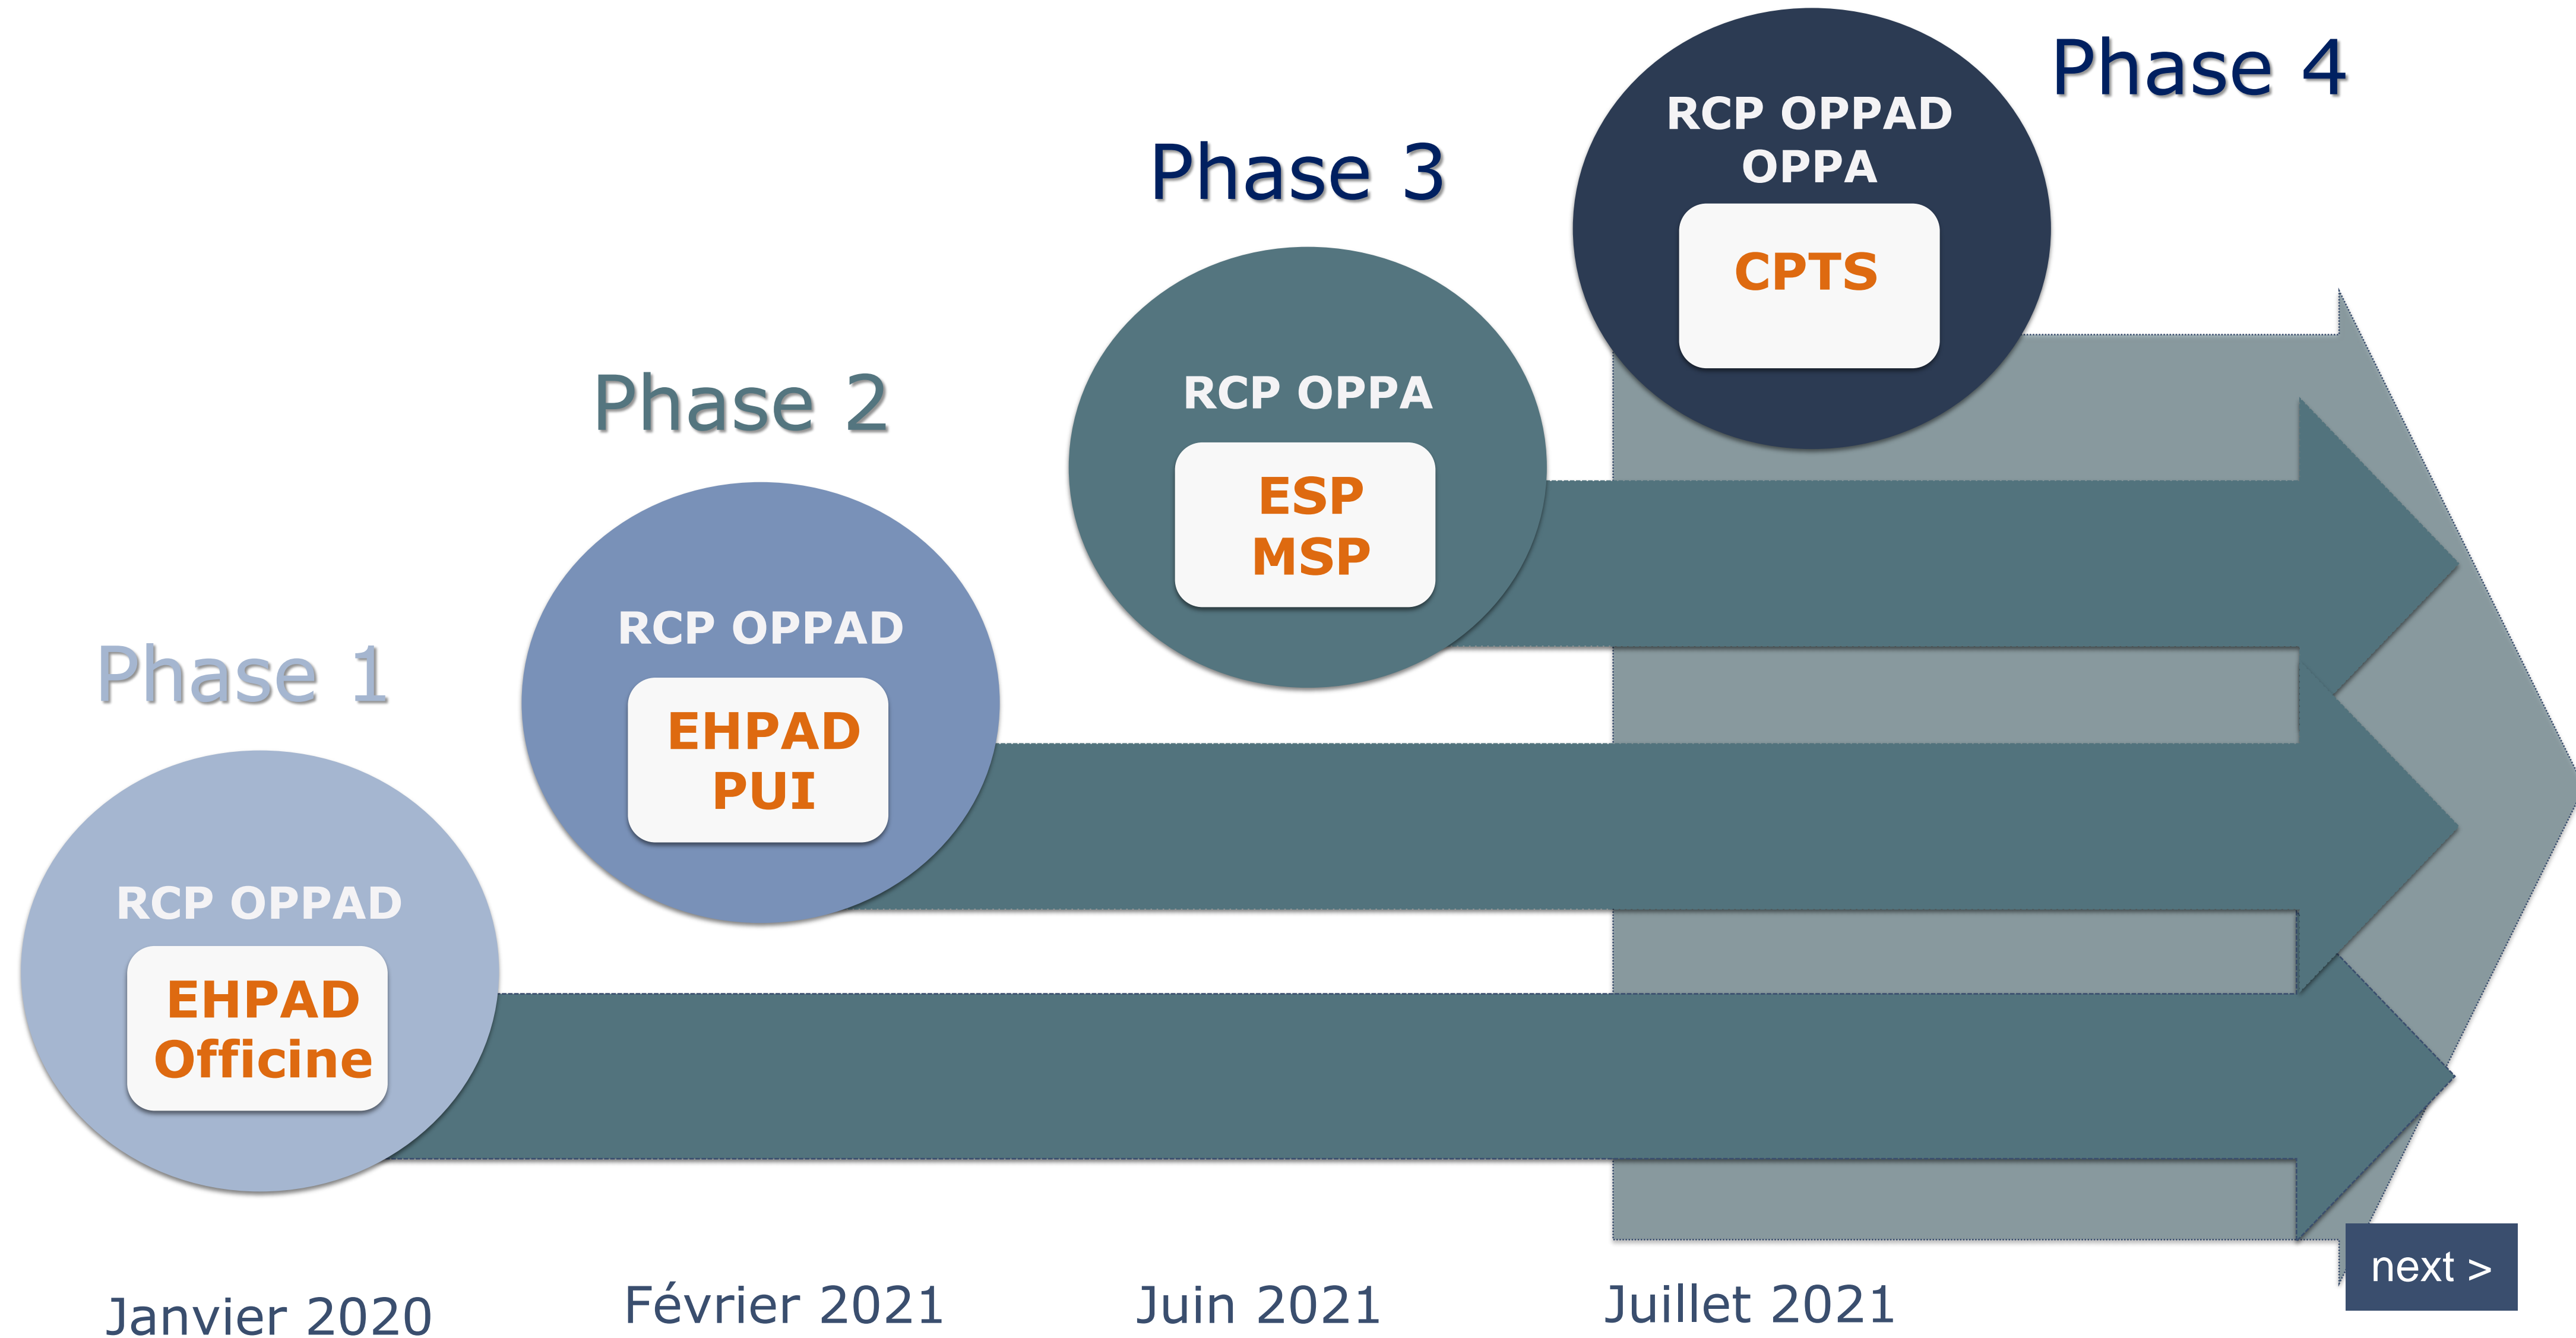 Phase 1
RCP OPPAD
EHPAD
Officine
Janvier 2020
Phase 2
RCP OPPAD
EHPAD
PUI
Février 2021
Phase 3
RCP OPPA
ESP
MSP
Juin 2021
Phase 4
RCP OPPAD
OPPA
CPTS
Juillet 2021
next >